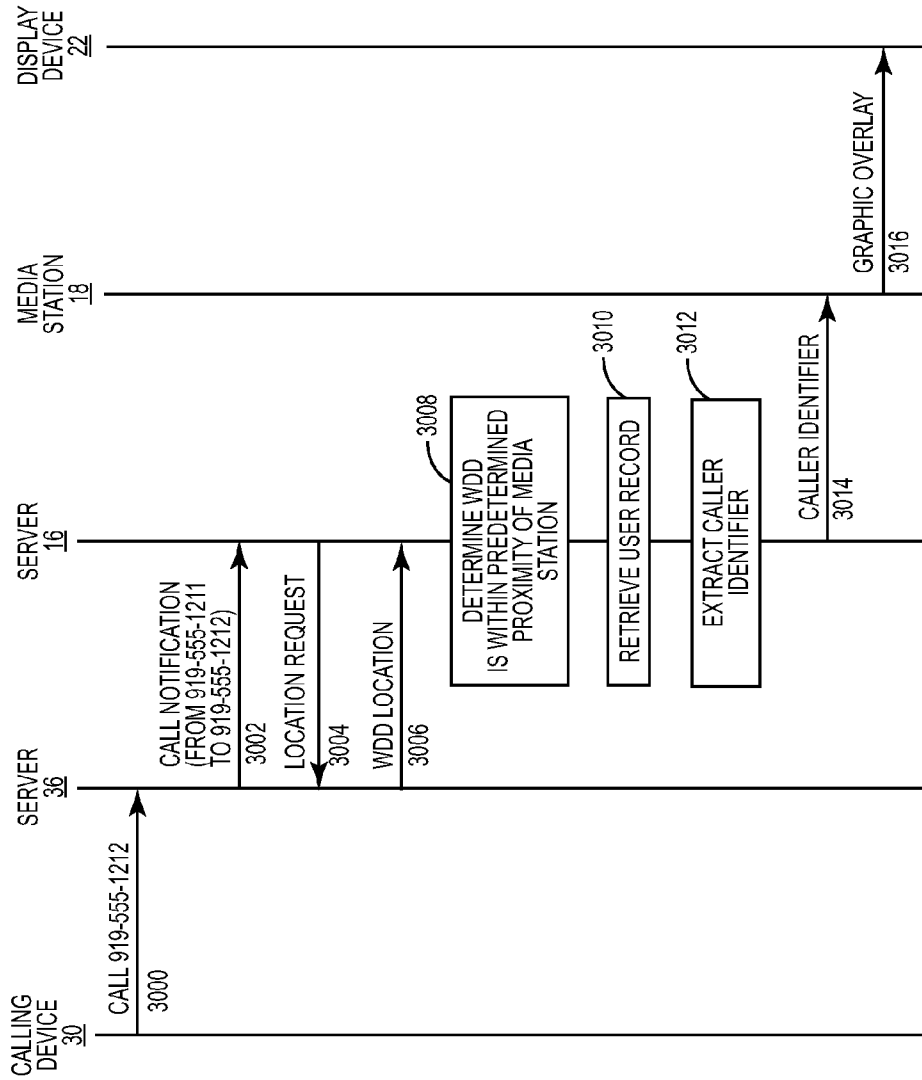 CALLING
DEVICE
30
SERVER
36
SERVER
16
MEDIA
STATION
18
DISPLAY
DEVICE
22
CALL 919-555-1212
3000
CALL NOTIFICATION
(FROM 919-555-1211
TO 919-555-1212)
3002
LOCATION REQUEST
3004
WDD LOCATION
3006
DETERMINE WDD
IS WITHIN PREDETERMINED
PROXIMITY OF MEDIA
STATION
3008
RETRIEVE USER RECORD
3010
EXTRACT CALLER
IDENTIFIER
3012
CALLER IDENTIFIER
3014
GRAPHIC OVERLAY
3016